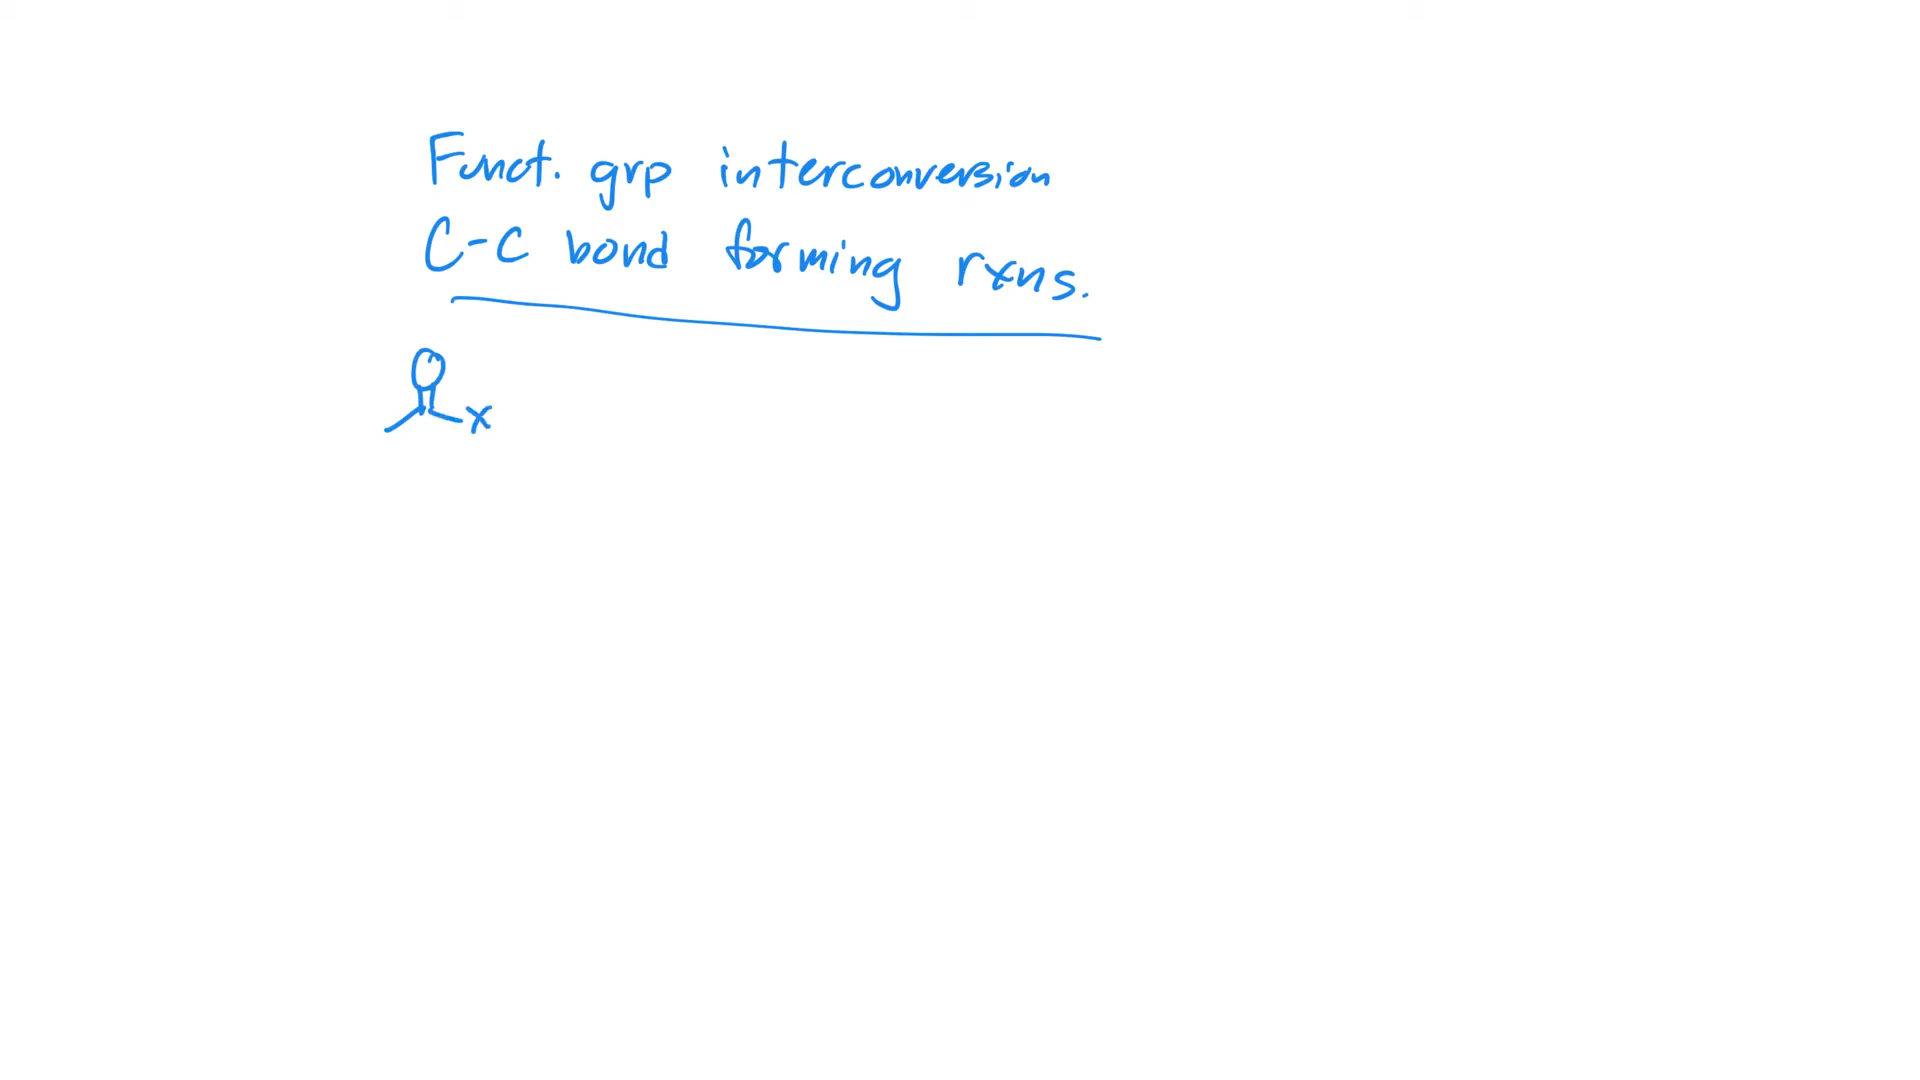 Funct. grp interconversion
C-C bond forming rxns.
O
x